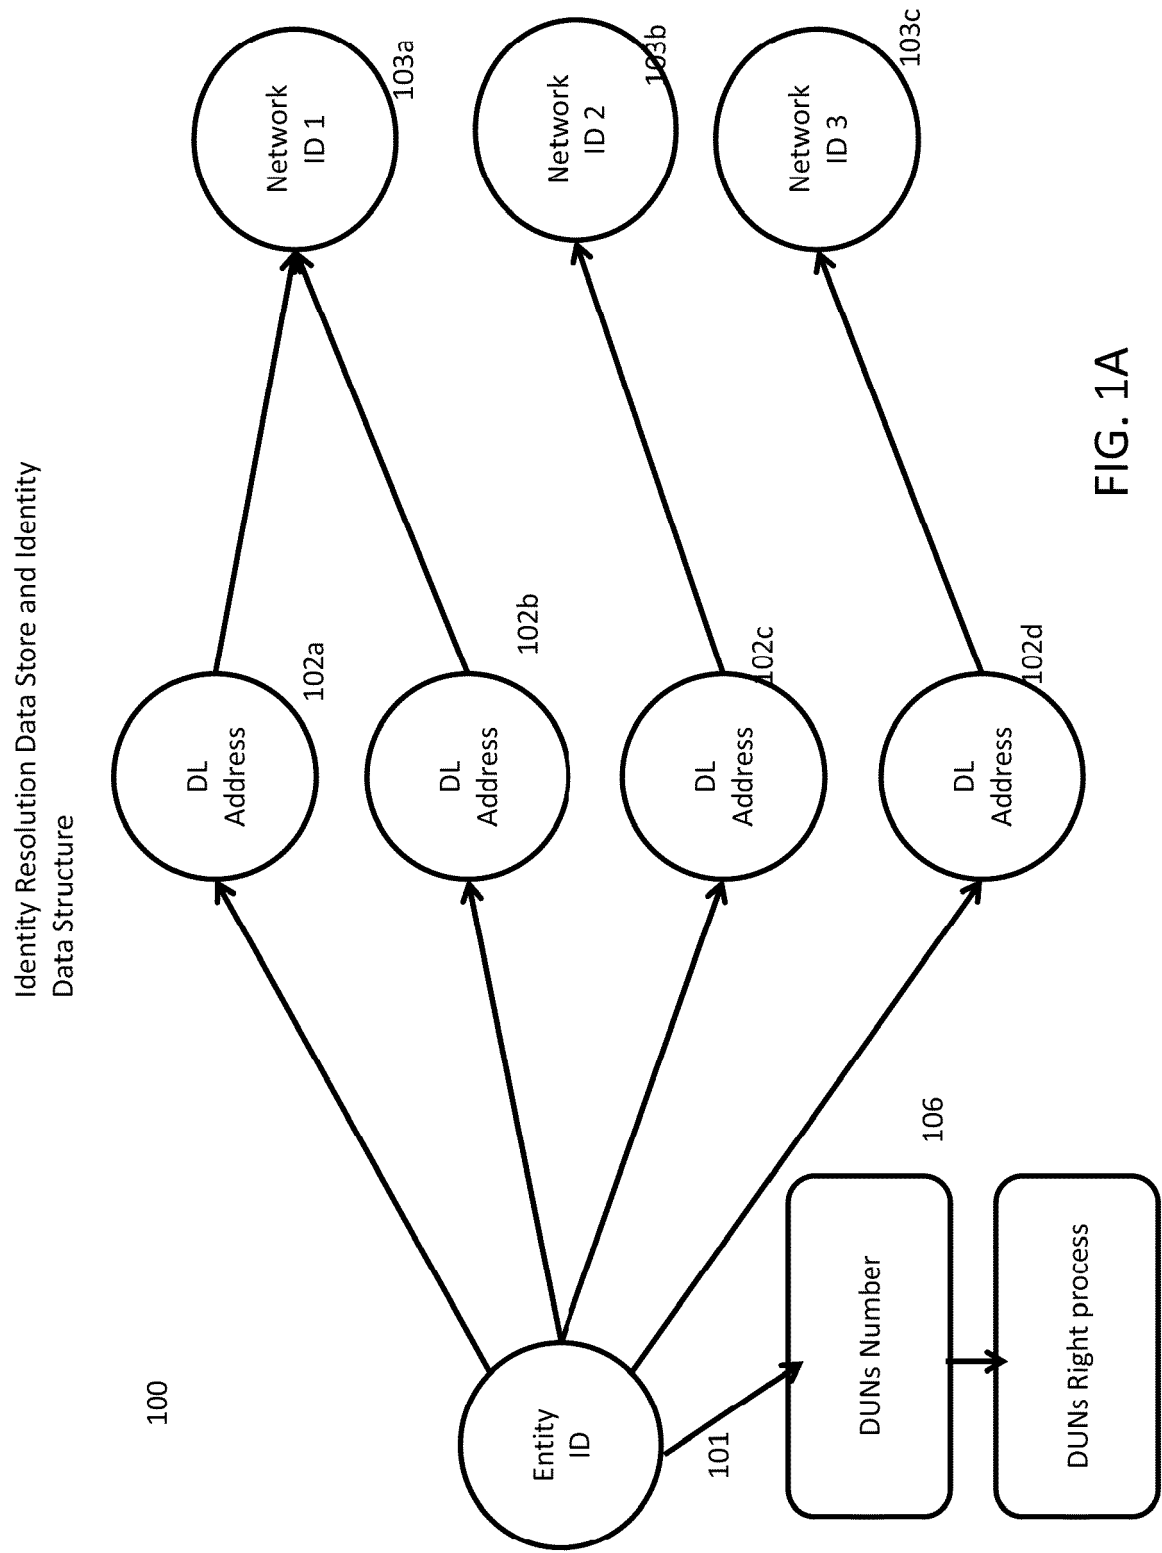 Identity Resolution Data Store and Identity
Data Structure
100
Entity
ID
101
DL
Address
102a
DL
Address
102b
DL
Address
102c
DL
Address
102d
Network
ID 1
103a
Network
ID 2
103b
Network
ID 3
103c
DUNs Number
106
DUNs Right process
FIG. 1A